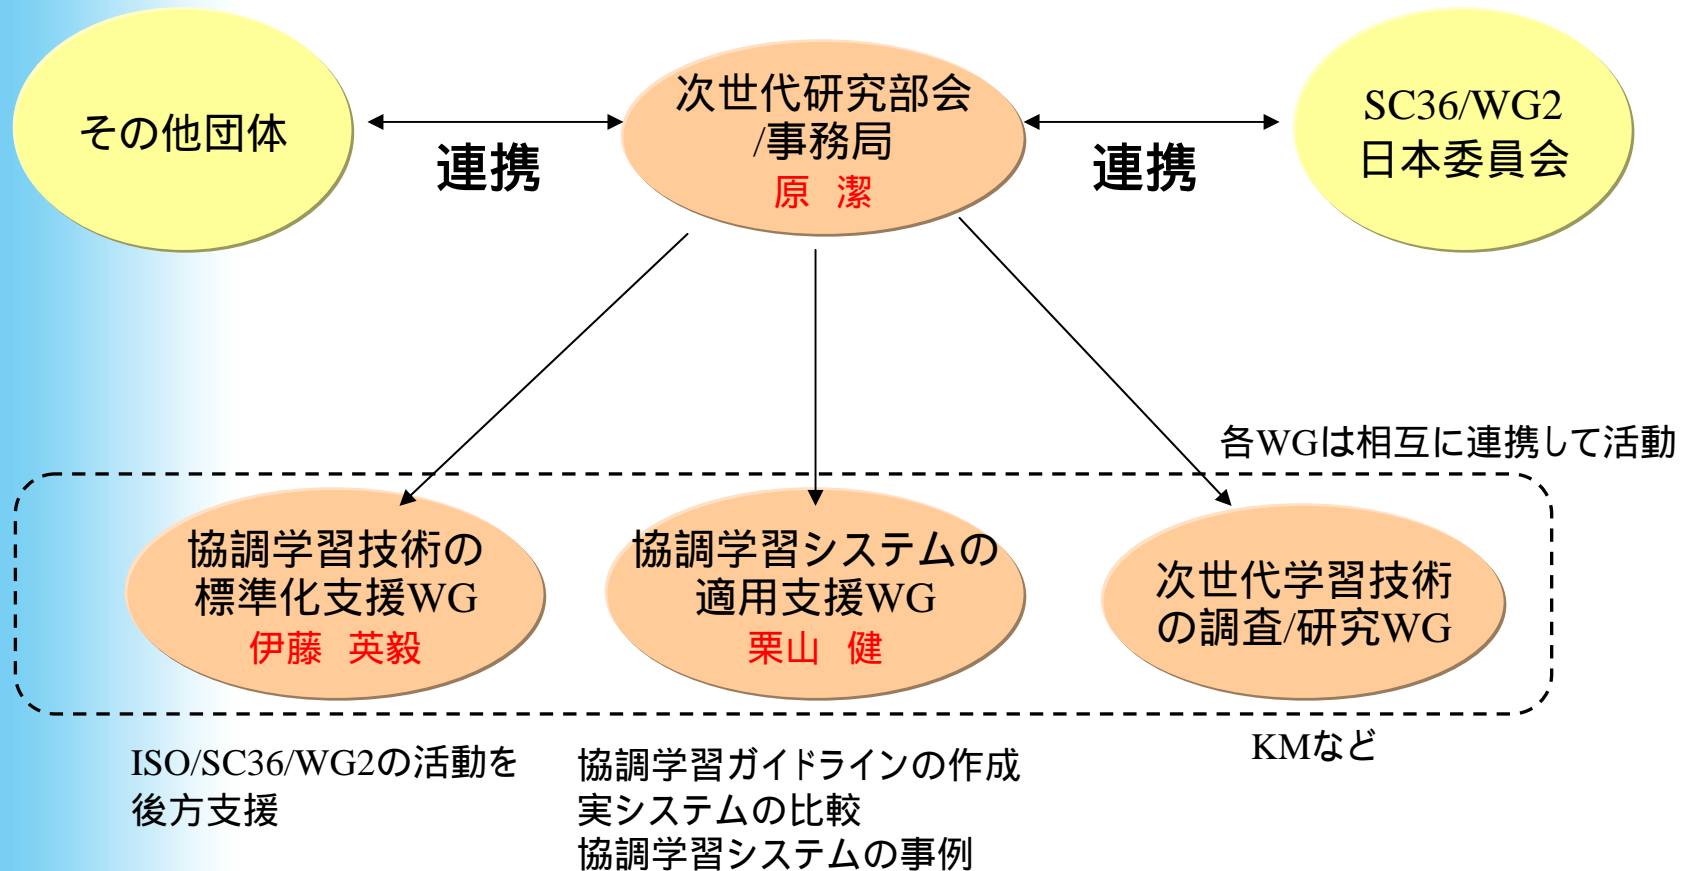 その他団体
連携
次世代研究部会
/事務局
原 潔
連携
SC36/WG2
日本委員会
各WGは相互に連携して活動
協調学習技術の
標準化支援WG
伊藤 英毅
協調学習システムの
適用支援WG
栗山 健
次世代学習技術
の調査/研究WG
ISO/SC36/WG2の活動を
後方支援
協調学習ガイドラインの作成
実システムの比較
協調学習システムの事例
KMなど